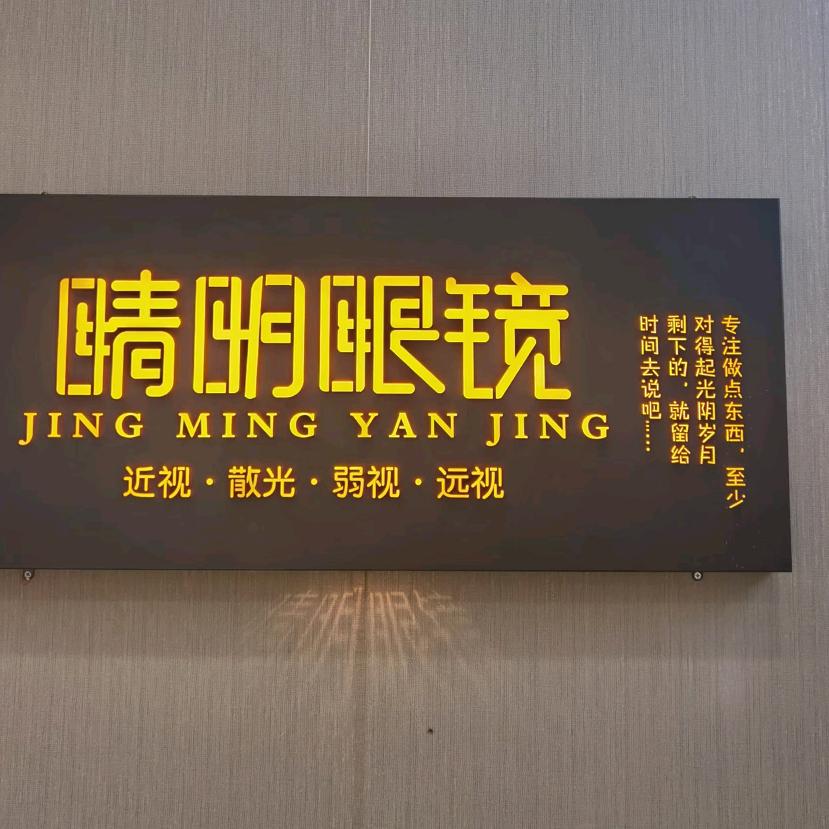 睛明眼镜
JING MING YAN JING
近视·散光·弱视·远视
专注做点东西，至少
对得起光阴岁月
剩下的，就留给
时间去说吧……